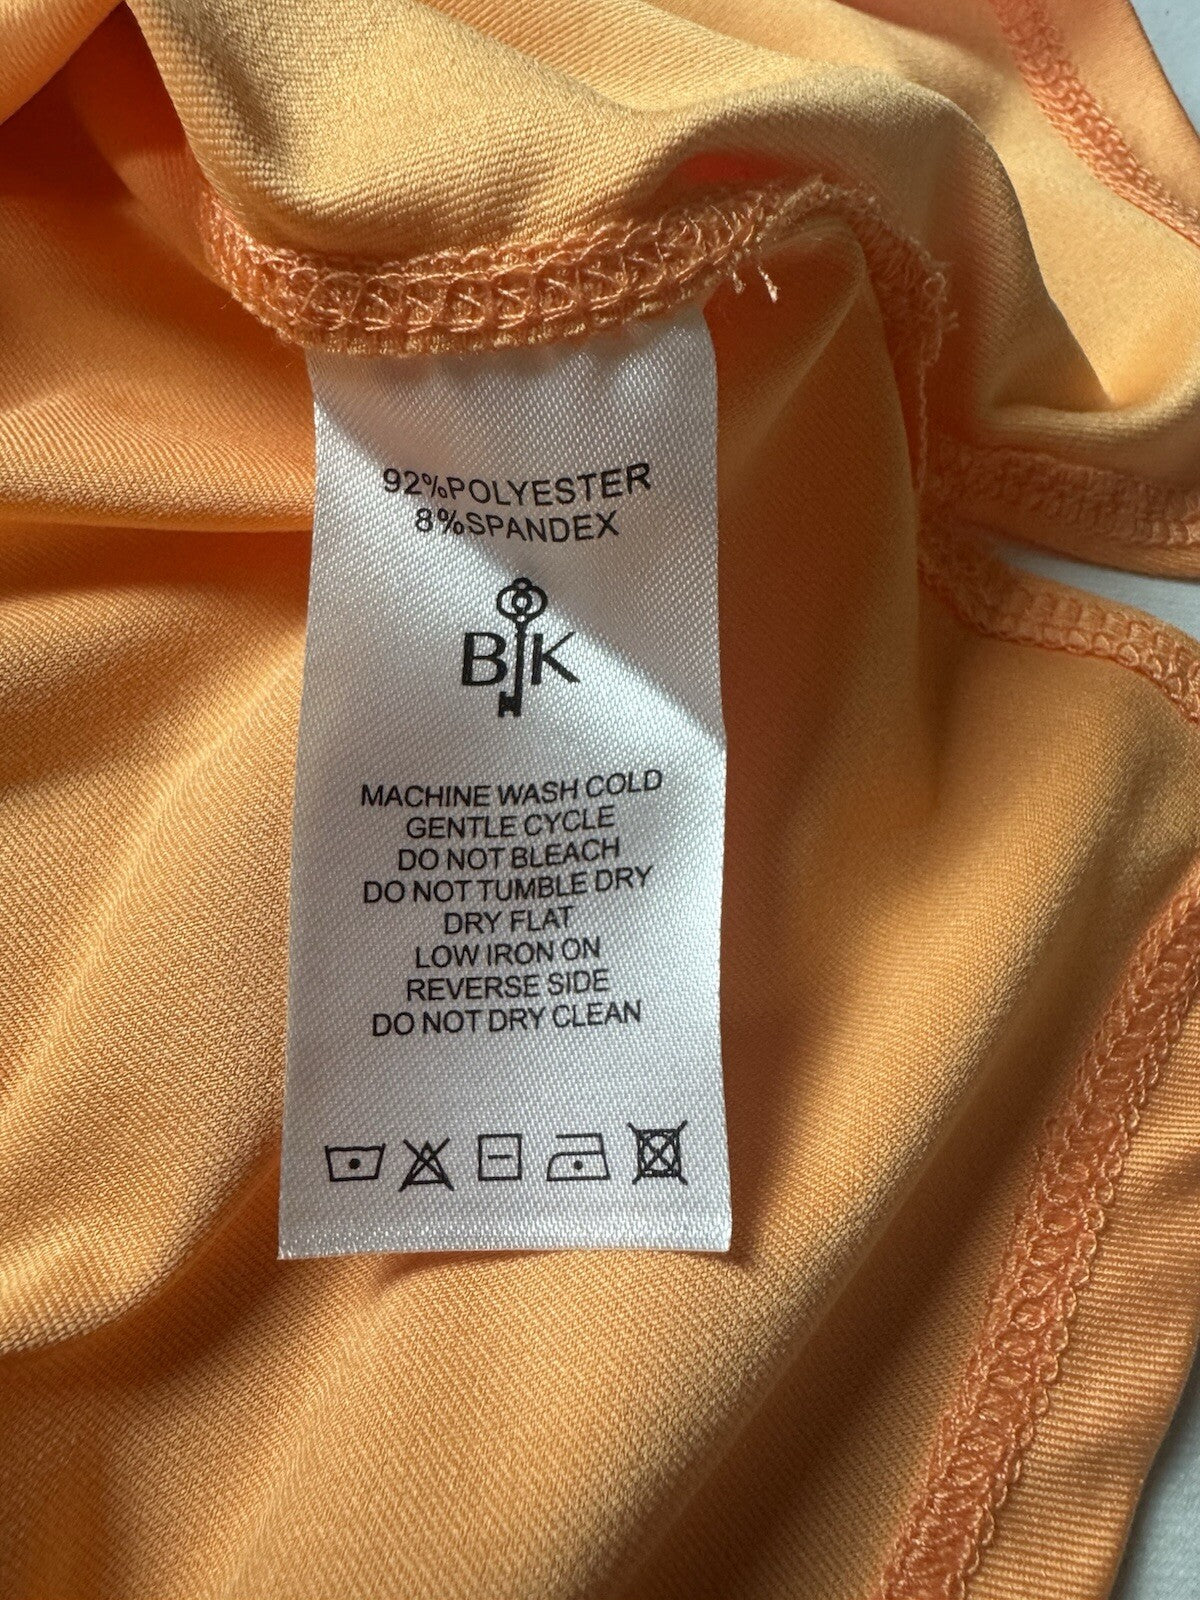 92%POLYESTER
8%SPANDEX
BJK
MACHINE WASH COLD
GENTLE CYCLE
DO NOT BLEACH
DO NOT TUMBLE DRY
DRY FLAT
LOW IRON ON
REVERSE SIDE
DO NOT DRY CLEAN